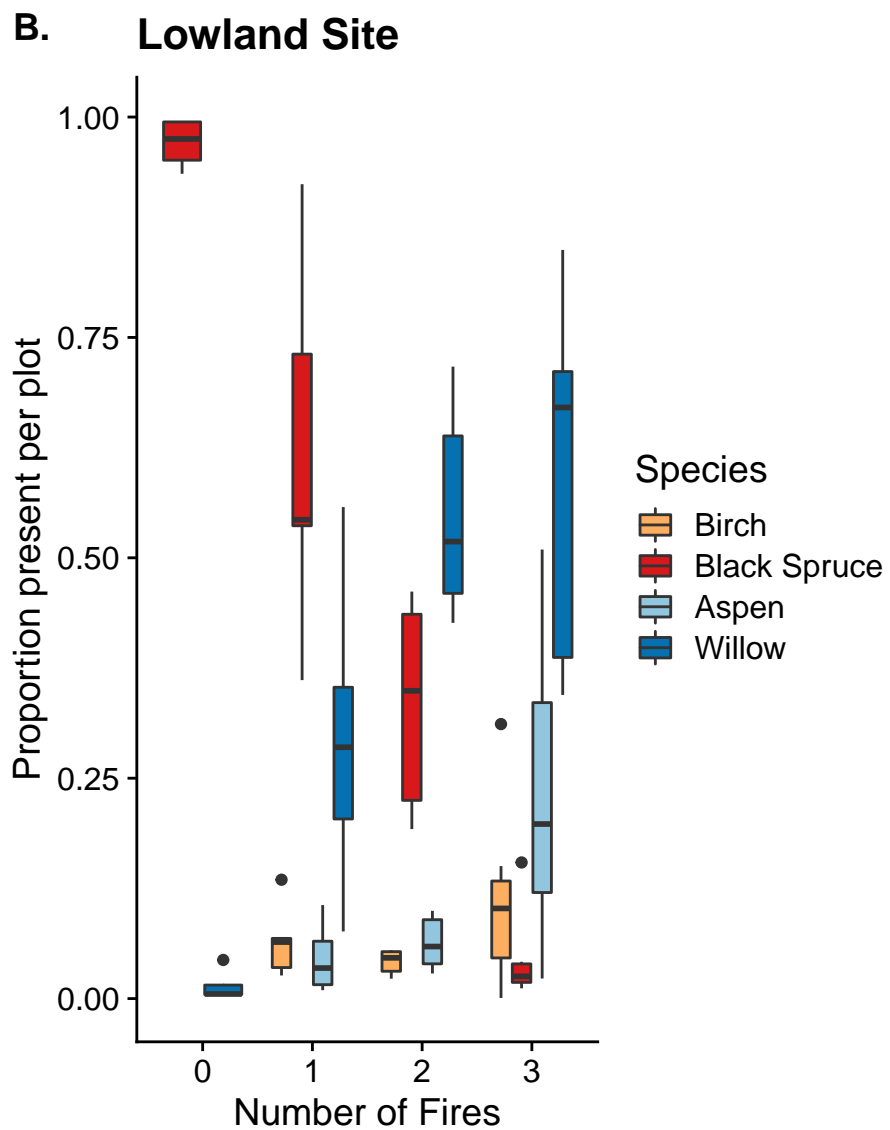 B. Lowland Site
1.00
0.75
0.50
0.25
0.00
Proportion present per plot
0 1 2 3
Number of Fires
Species
Birch
Black Spruce
Aspen
Willow